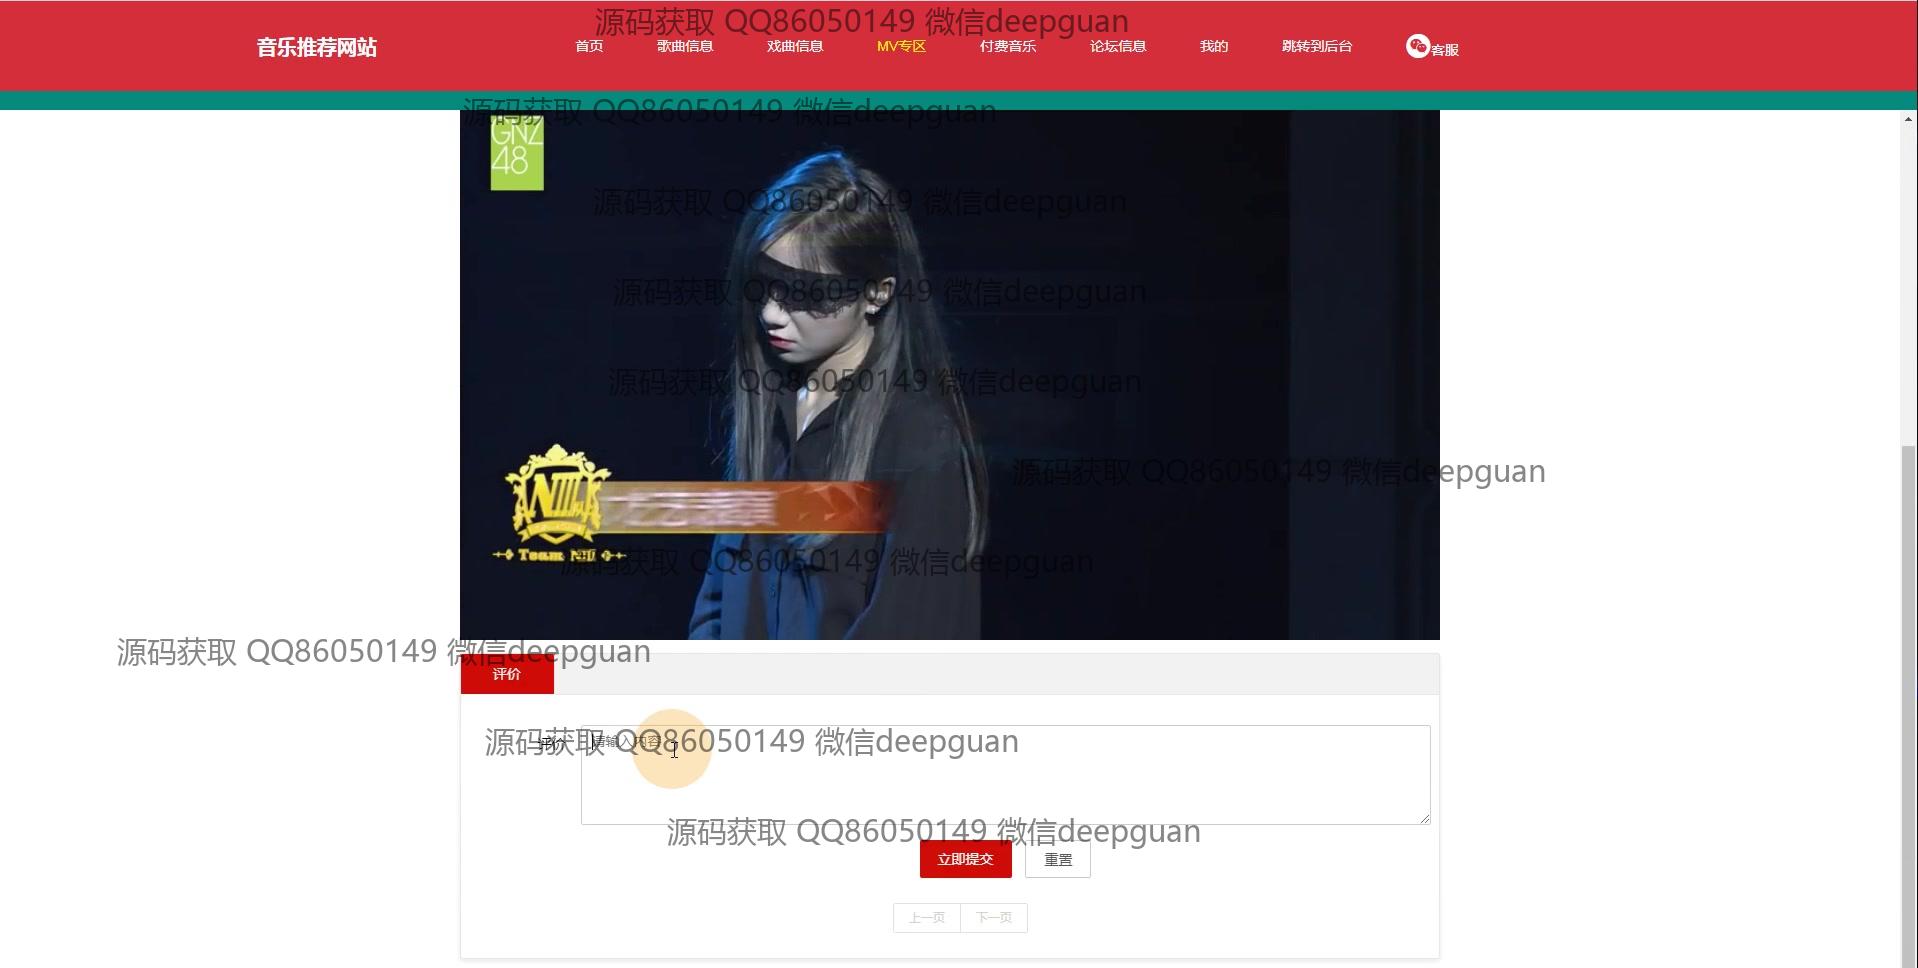 源码获取 QQ86050149 微信deepguan
音乐推荐网站
首页
歌曲信息
戏曲信息
MV专区
付费音乐
论坛信息
我的
跳转到后台
客服
源码获取 QQ86050149 微信deepguan
GNZ
48
源码获取 QQ86050149 微信deepguan
源码获取 QQ86050149 微信deepguan
源码获取 QQ86050149 微信deepguan
源码获取 QQ86050149 微信deepguan
NIII
Team NIII
源码获取 QQ86050149 微信deepguan
源码获取 QQ86050149 微信deepguan
评价
源码获取 QQ86050149 微信deepguan
评价
请输入内容
源码获取 QQ86050149 微信deepguan
立即提交
重置
上一页
下一页